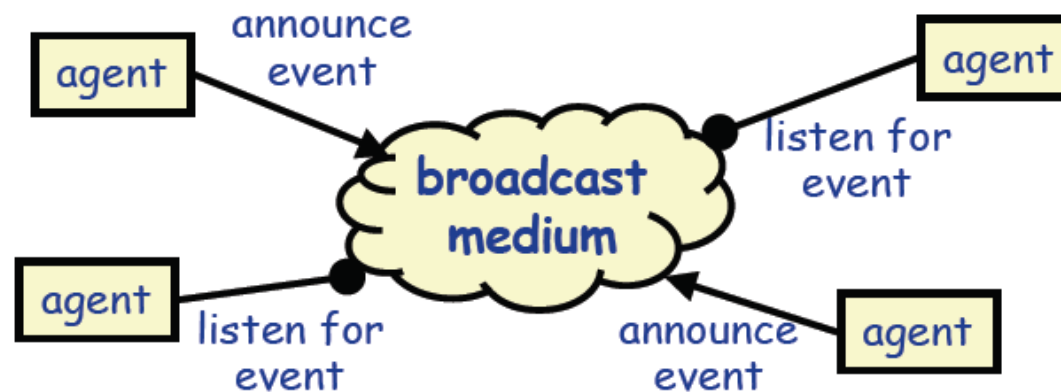 agent
announce
event
agent
listen for
event
broadcast
medium
agent
listen for
event
announce
event
agent